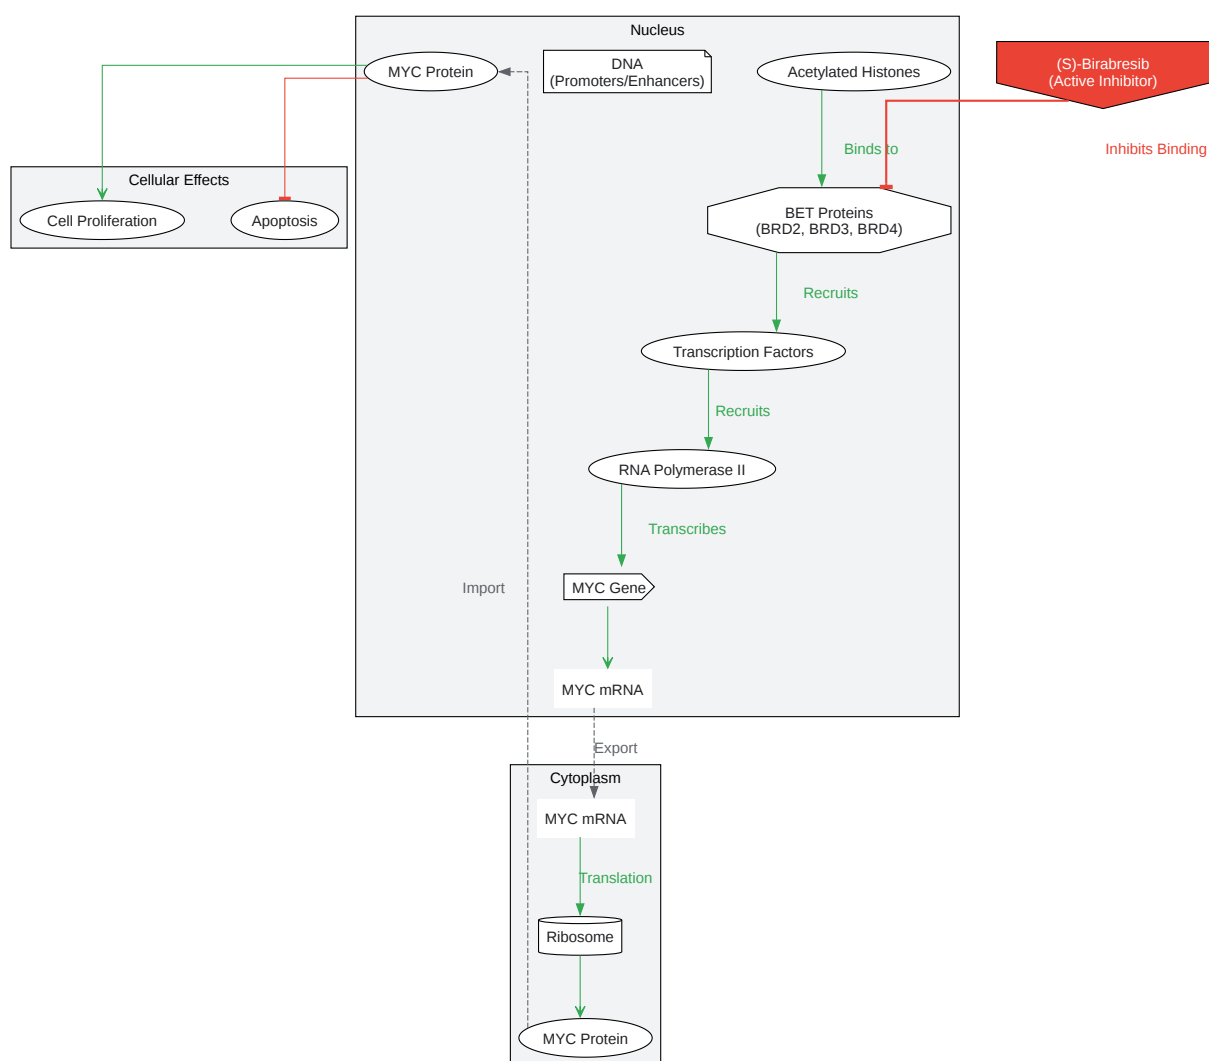 Nucleus
MYC Protein
DNA
(Promoters/Enhancers)
Acetylated Histones
(S)-Birabresib
(Active Inhibitor)
Binds to
Inhibits Binding
Cellular Effects
Cell Proliferation
Apoptosis
BET Proteins
(BRD2, BRD3, BRD4)
Recruits
Transcription Factors
Recruits
RNA Polymerase II
Transcribes
Import
MYC Gene
MYC mRNA
Export
Cytoplasm
MYC mRNA
Translation
Ribosome
MYC Protein